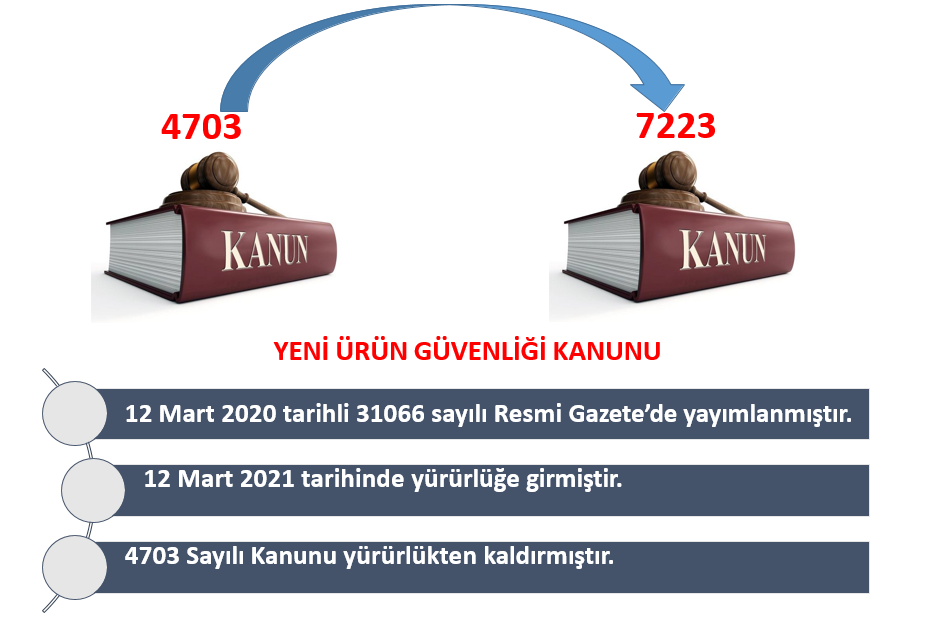 4703
7223
KANUN
KANUN
YENİ ÜRÜN GÜVENLİĞİ KANUNU
12 Mart 2020 tarihli 31066 sayılı Resmi Gazete’de yayımlanmıştır.
12 Mart 2021 tarihinde yürürlüğe girmiştir.
4703 Sayılı Kanunu yürürlükten kaldırmıştır.